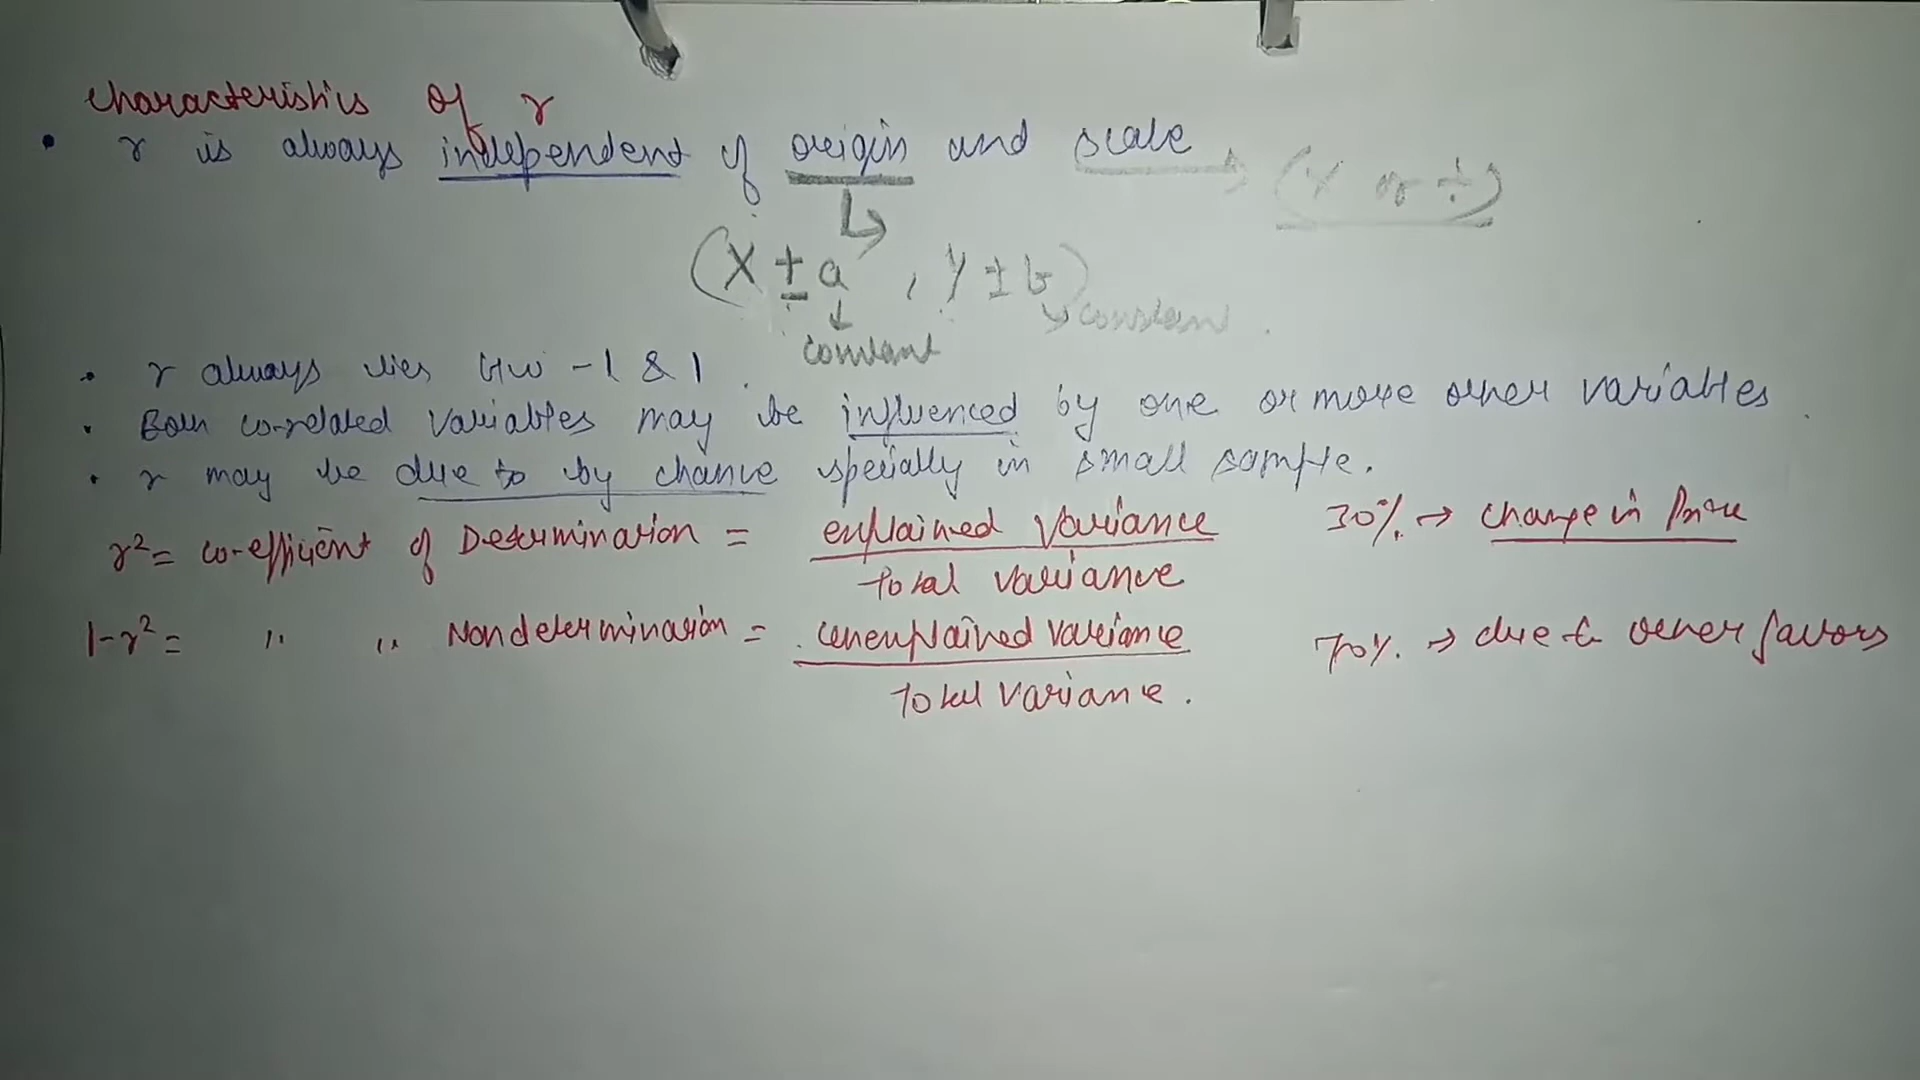 characteristics of r
• r is always independent of origin and scale → (× or ÷)
(X ± a , Y ± b)
constant
constant
• r always lies b/w -1 & 1.
• Both co-related variables may be influenced by one or more other variables.
• r may be due to by chance specially in small sample.
r² = co-efficient of Determination = explained variance / total variance 30% → change in Price
1-r² = " " Nondetermination = unexplained variance / Total variance. 70% → due to other factors